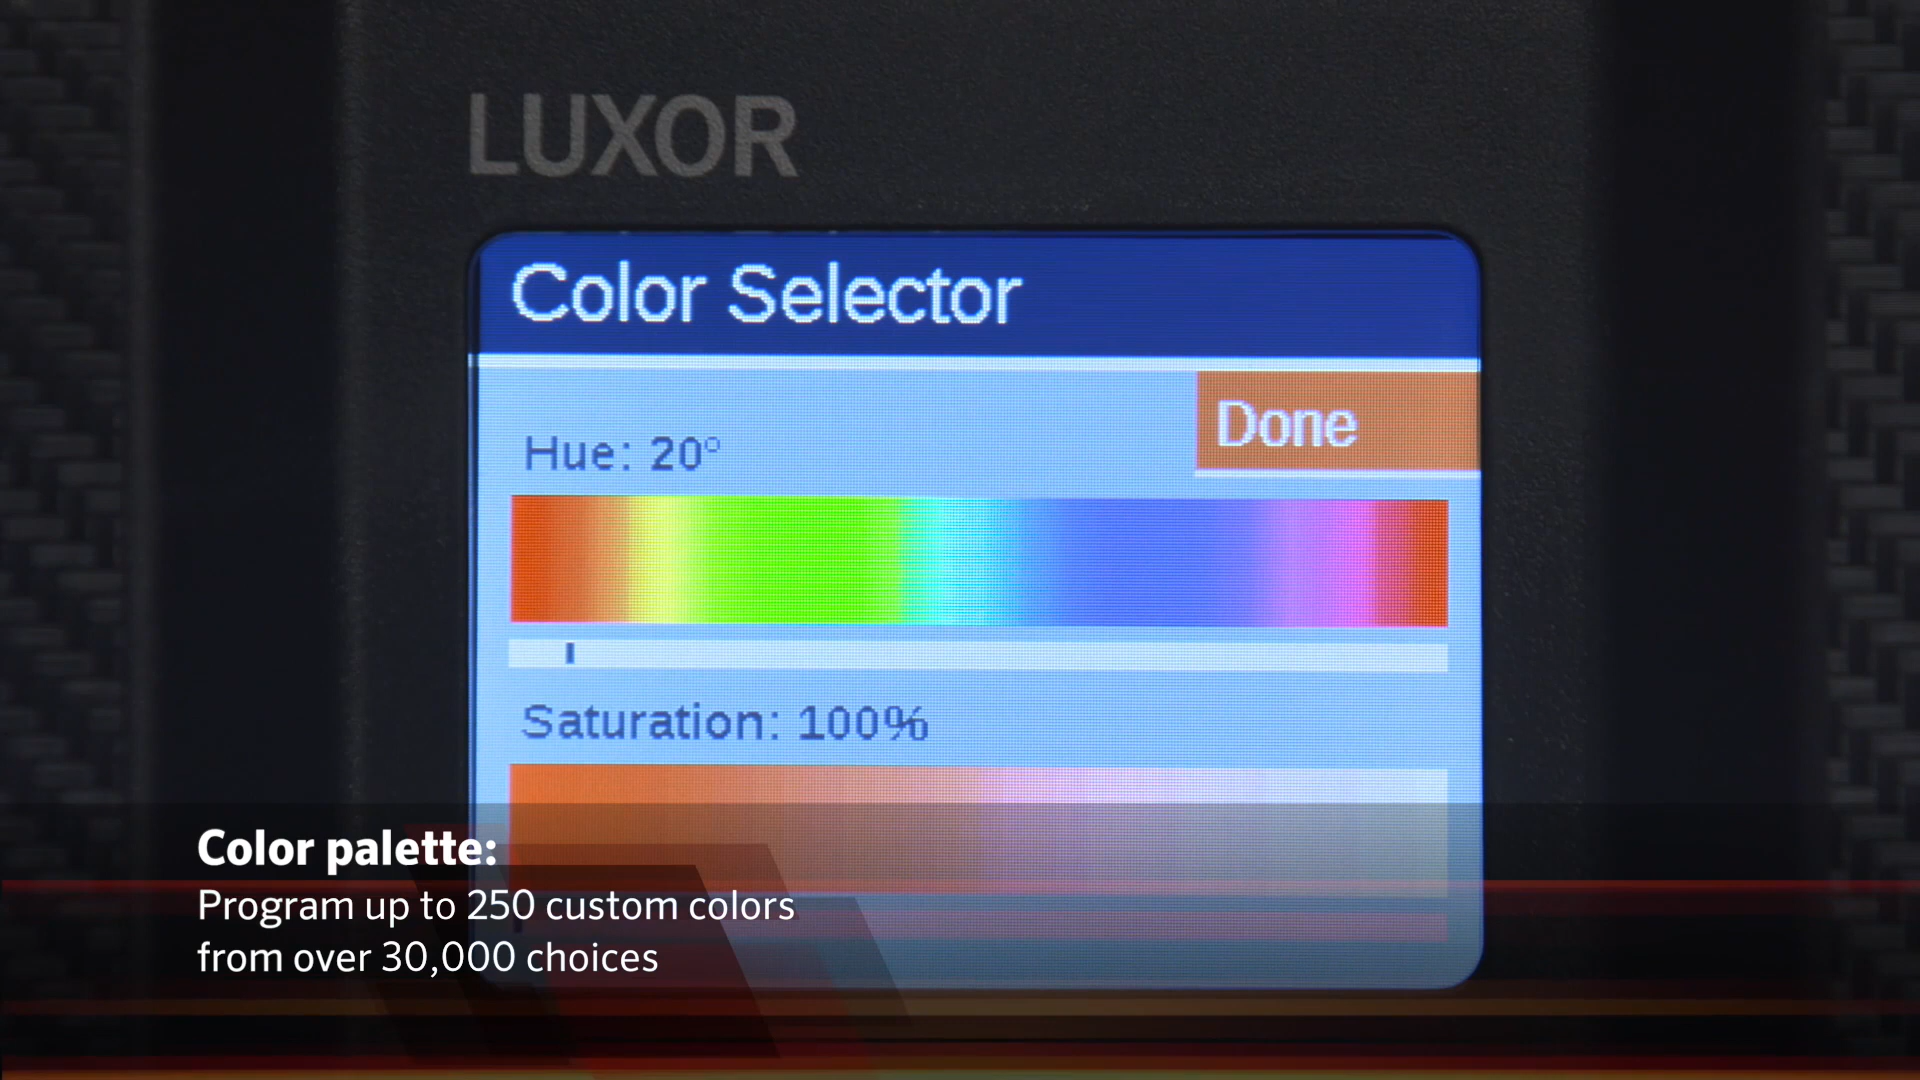 LUXOR
Color Selector
Done
Hue: 20°
Saturation: 100%
Color palette:
Program up to 250 custom colors
from over 30,000 choices